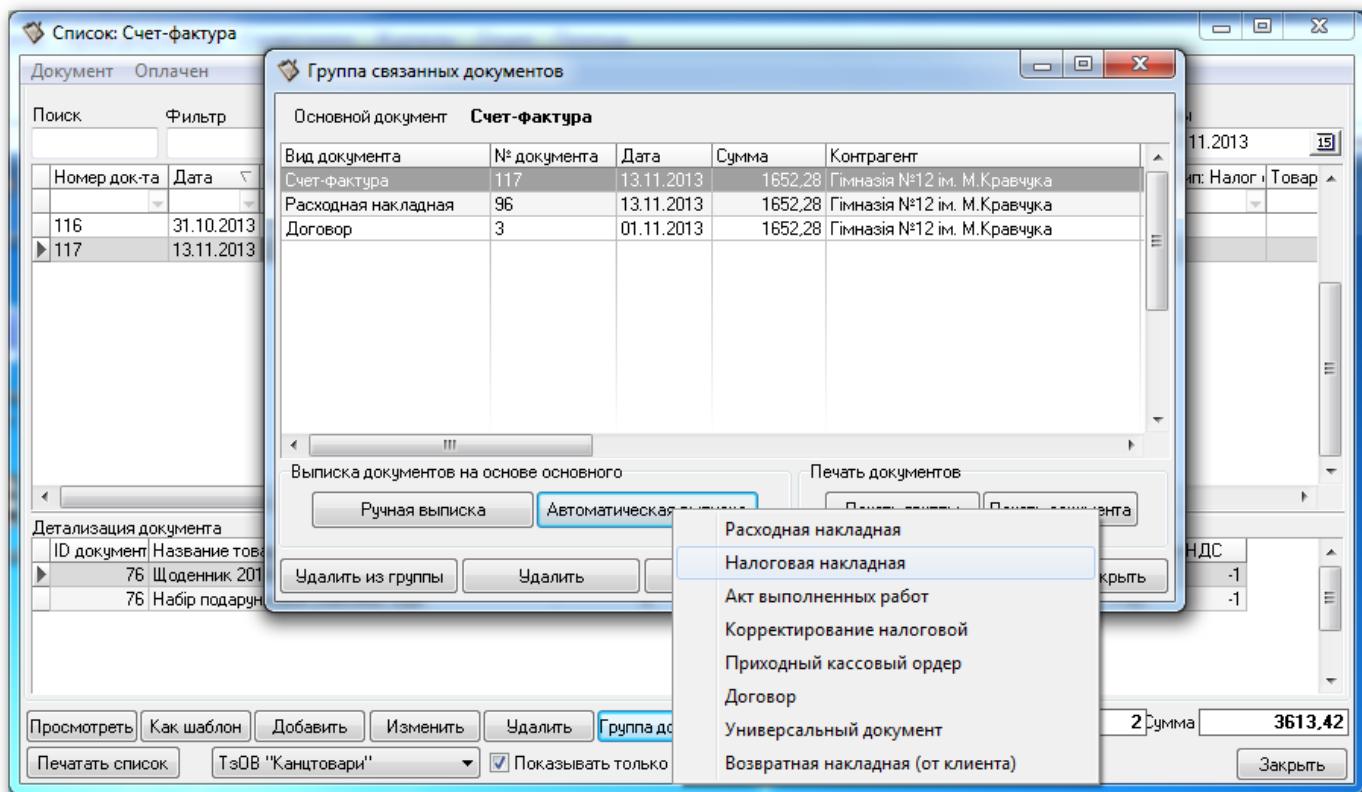 Список: Счет-фактура
Документ Оплачен
Поиск Фильтр
11.2013 15
Номер док-та Дата Налог Товар
116 31.10.2013
117 13.11.2013
Группа связанных документов
Основной документ Счет-фактура
Вид документа № документа Дата Сумма Контрагент
Счет-фактура 117 13.11.2013 1652,28 Гімназія №12 ім. М.Кравчука
Расходная накладная 96 13.11.2013 1652,28 Гімназія №12 ім. М.Кравчука
Договор 3 01.11.2013 1652,28 Гімназія №12 ім. М.Кравчука
Выписка документов на основе основного Печать документов
Ручная выписка Автоматическая
Удалить из группы Удалить
Расходная накладная
Налоговая накладная
Акт выполненных работ
Корректирование налоговой
Приходный кассовый ордер
Договор
Универсальный документ
Возвратная накладная (от клиента)
Детализация документа
ID документ Название НДС
76 Щоденник 201 -1
76 Набір -1
Просмотреть Как шаблон Добавить Изменить Удалить Группа 2 Сумма 3613,42
Печатать список ТзОВ "Канцтовари" Показывать только Закрыть